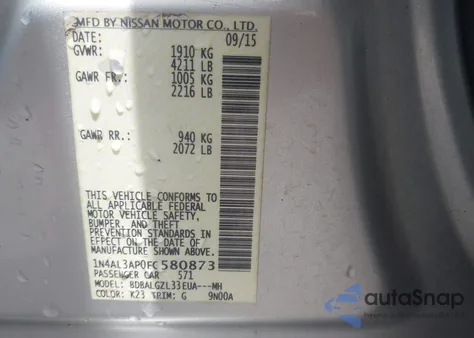 MFD BY NISSAN MOTOR CO., LTD.
DATE: 09/15
GVWR: 1910 KG
4211 LB
GAWR FR.: 1005 KG
2216 LB
GAWR RR.: 940 KG
2072 LB
THIS VEHICLE CONFORMS TO
ALL APPLICABLE FEDERAL
MOTOR VEHICLE SAFETY,
BUMPER, AND THEFT
PREVENTION STANDARDS IN
EFFECT ON THE DATE OF
MANUFACTURE SHOWN ABOVE.
1N4AL3AP0FC580873
PASSENGER CAR 571
MODEL: BDBALGZL33EUA---MH
COLOR: K23 TRIM: G 9N00A
autoSnap